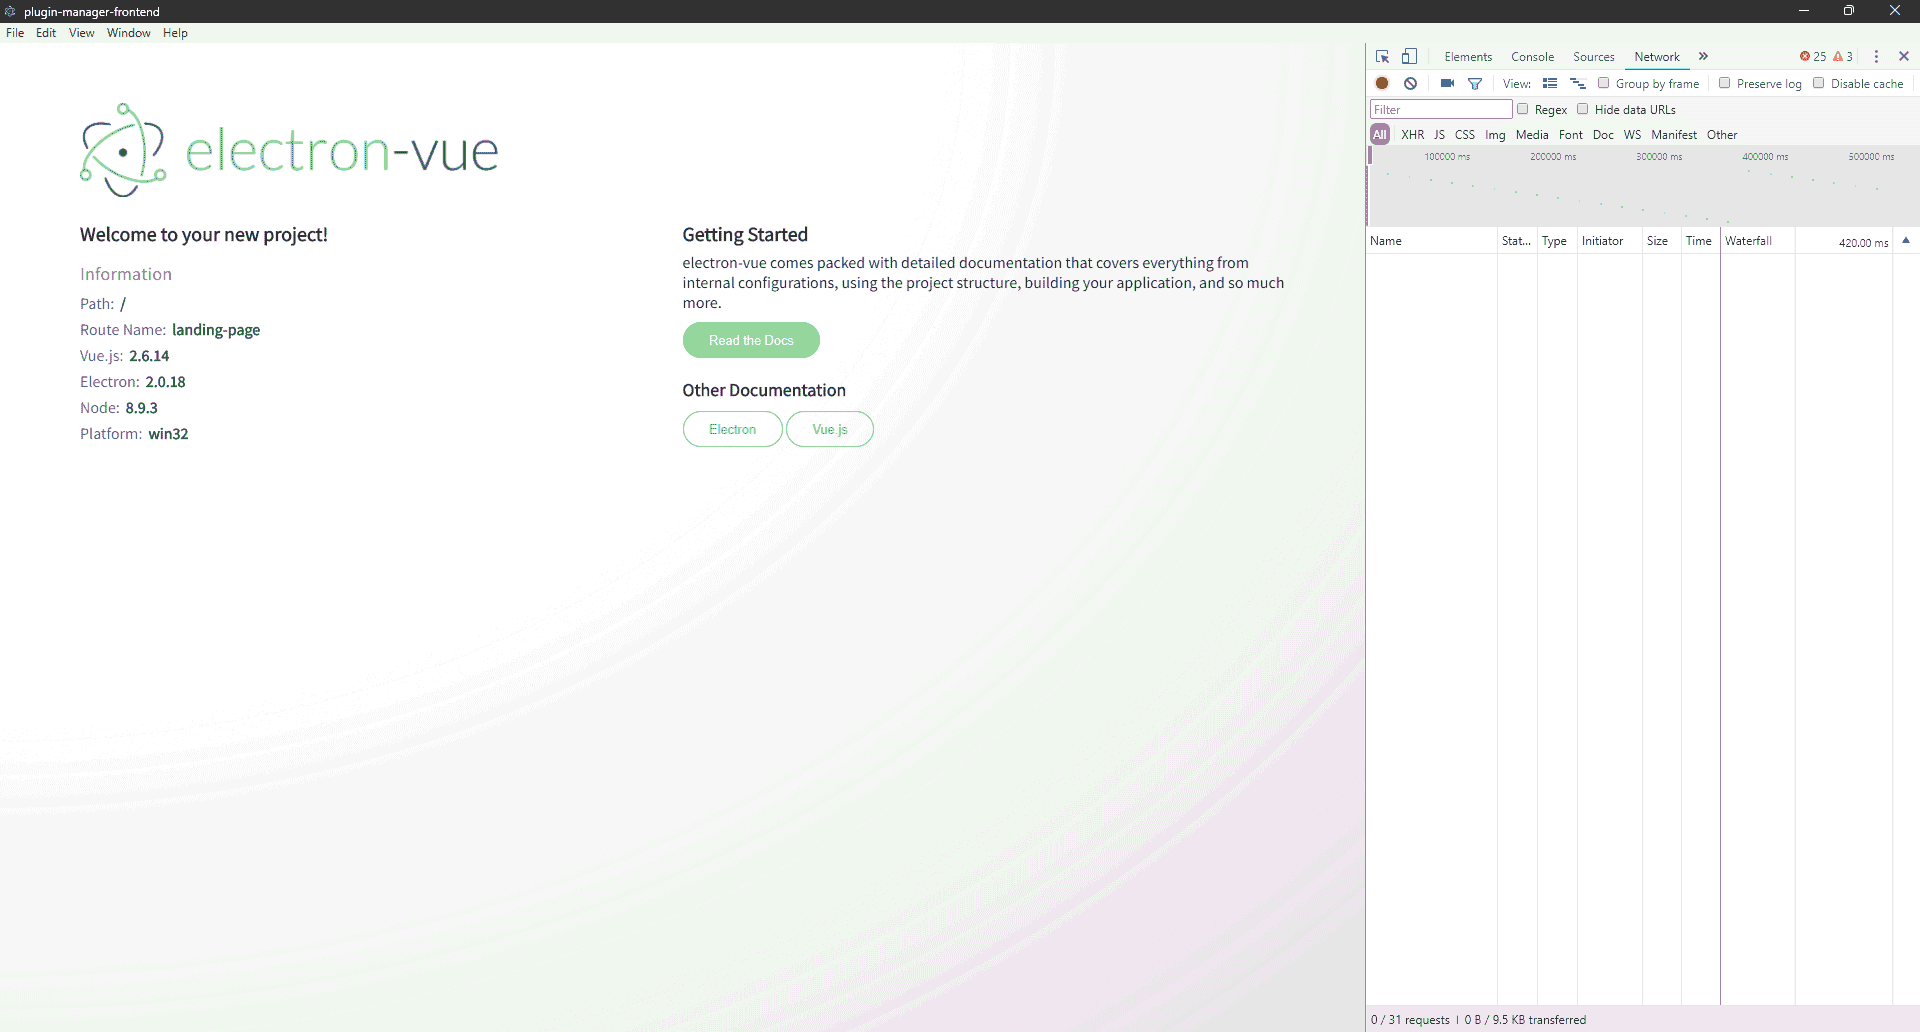 plugin-manager-frontend
File Edit View Window Help
electron-vue
Welcome to your new project!
Information
Path: /
Route Name: landing-page
Vue.js: 2.6.14
Electron: 2.0.18
Node: 8.9.3
Platform: win32
Getting Started
electron-vue comes packed with detailed documentation that covers everything from
internal configurations, using the project structure, building your application, and so much
more.
Read the Docs
Other Documentation
Electron Vue.js
Elements Console Sources Network » 25 3
View: Group by frame Preserve log Disable cache
Filter Regex Hide data URLs
All XHR JS CSS Img Media Font Doc WS Manifest Other
100000 ms 200000 ms 300000 ms 400000 ms 500000 ms
Name Stat... Type Initiator Size Time Waterfall 420.00 ms
0 / 31 requests | 0 B / 9.5 KB transferred